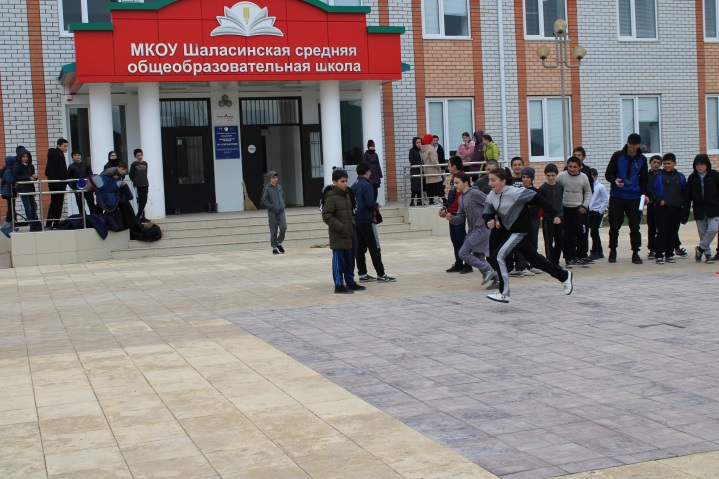 МКОУ Шаласинская средняя
общеобразовательная школа